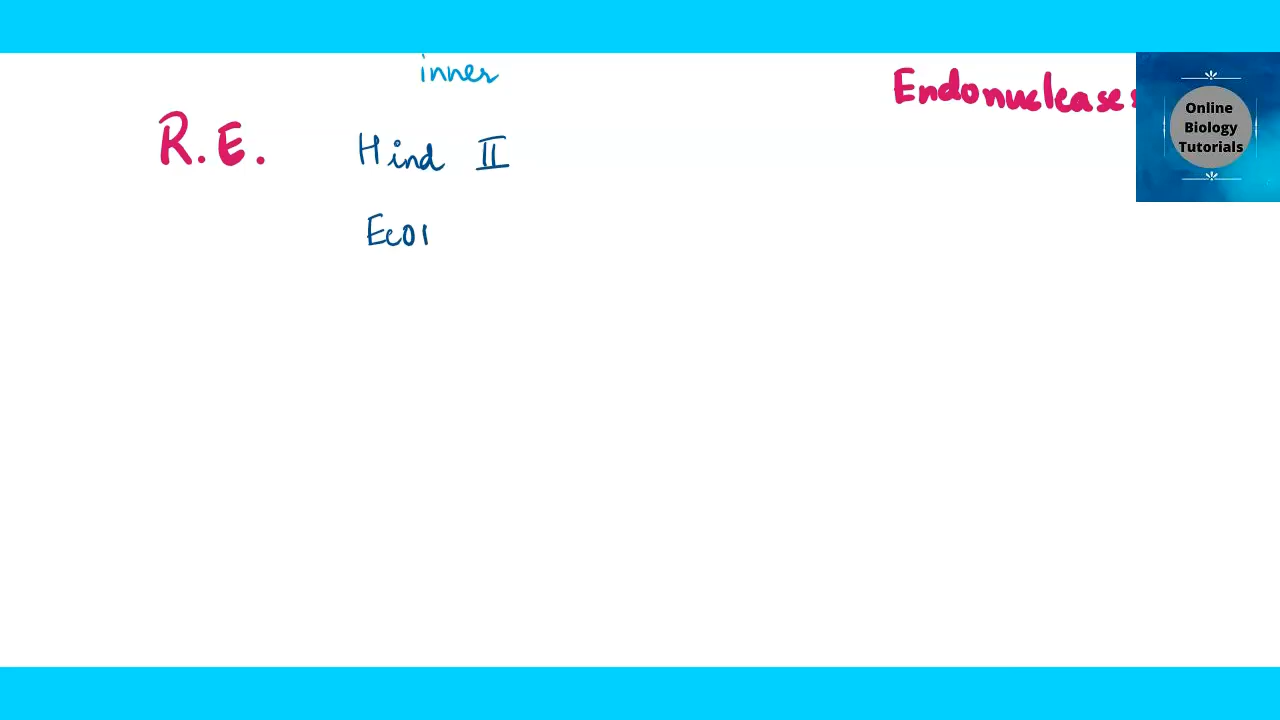 inner
Endonucleases
R.E. Hind II
Eco
Online
Biology
Tutorials